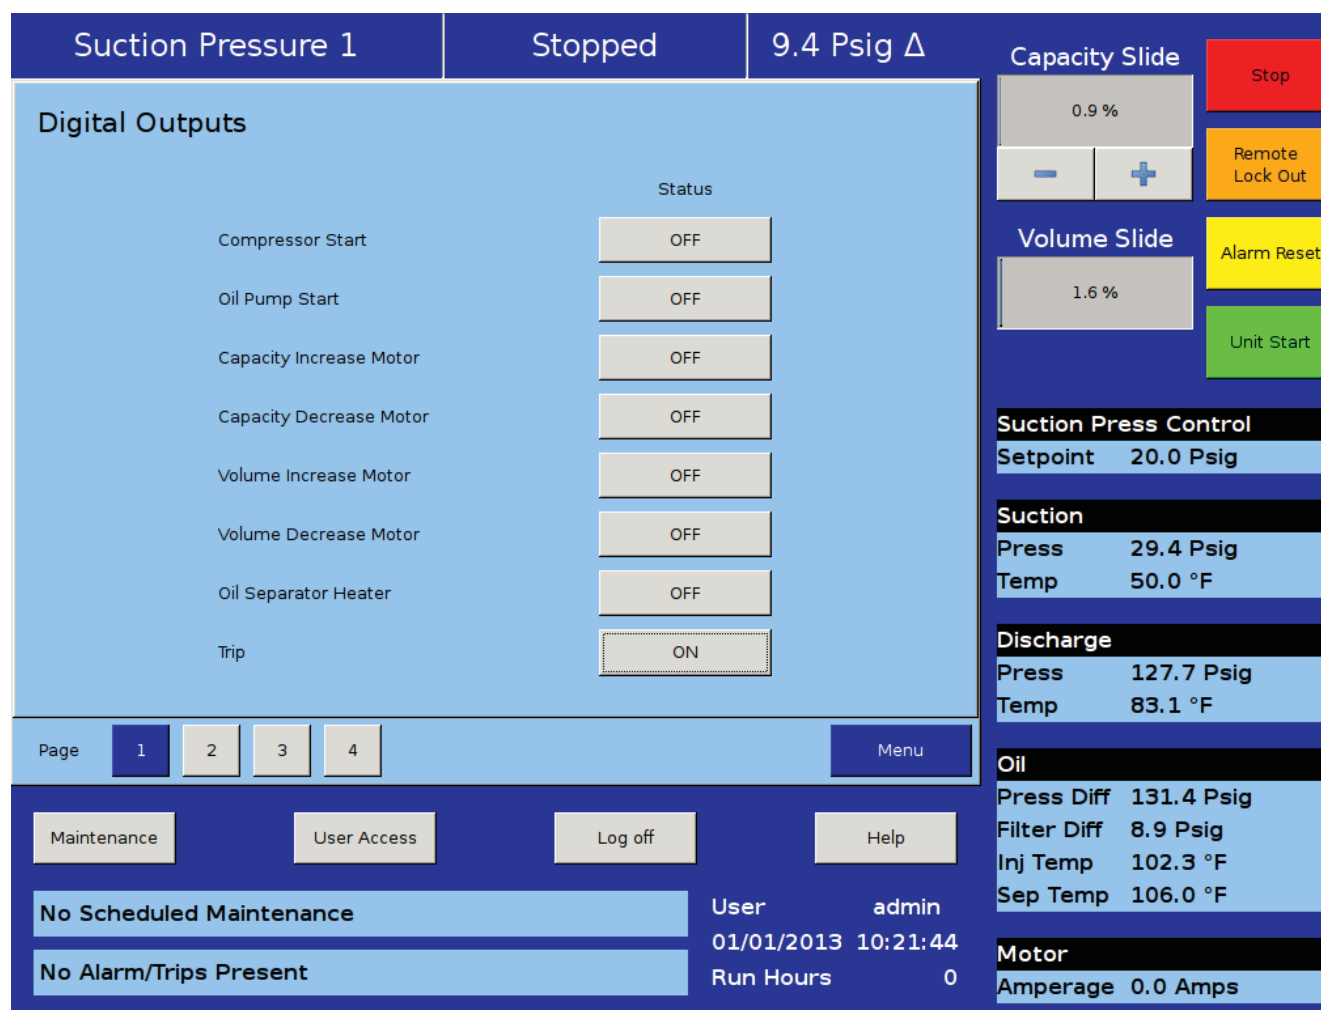 Suction Pressure 1 Stopped 9.4 Psig Δ
Digital Outputs
Status
Compressor Start OFF
Oil Pump Start OFF
Capacity Increase Motor OFF
Capacity Decrease Motor OFF
Volume Increase Motor OFF
Volume Decrease Motor OFF
Oil Separator Heater OFF
Trip ON
Page 1 2 3 4 Menu
Maintenance User Access Log off Help
No Scheduled Maintenance
No Alarm/Trips Present
User admin
01/01/2013 10:21:44
Run Hours 0
Capacity Slide
0.9 %
Volume Slide
1.6 %
Stop
Remote
Lock Out
Alarm Reset
Unit Start
Suction Press Control
Setpoint 20.0 Psig
Suction
Press 29.4 Psig
Temp 50.0 °F
Discharge
Press 127.7 Psig
Temp 83.1 °F
Oil
Press Diff 131.4 Psig
Filter Diff 8.9 Psig
Inj Temp 102.3 °F
Sep Temp 106.0 °F
Motor
Amperage 0.0 Amps